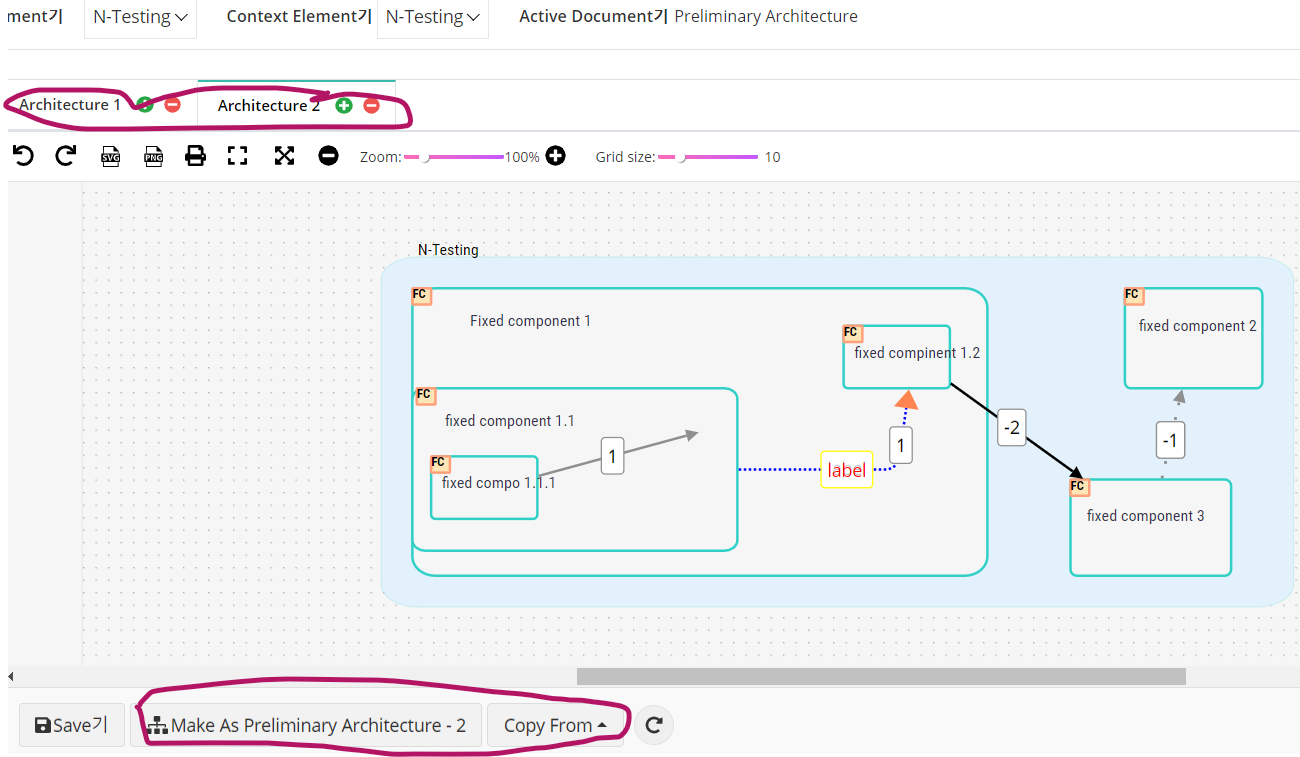 ment기 N-Testing Context Element기 N-Testing Active Document기 Preliminary Architecture
Architecture 1 Architecture 2
SVG PNG Zoom: 100% Grid size: 10
N-Testing
FC FC
Fixed component 1
fixed component 2
FC
fixed compinent 1.2
FC
fixed component 1.1
-2
-1
1
1
FC
label
fixed compo 1.1.1
FC
fixed component 3
Save기 Make As Preliminary Architecture - 2 Copy From